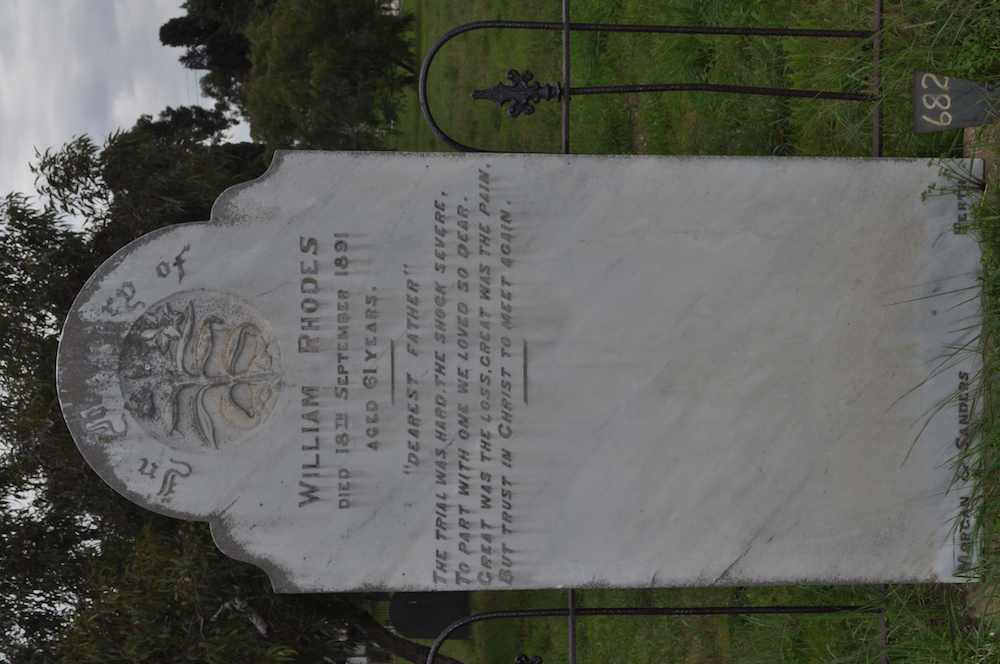 In
of
WILLIAM RHODES
DIED 18TH SEPTEMBER 1891
AGED 61 YEARS.
"DEAREST FATHER"
THE TRIAL WAS HARD, THE SHOCK SEVERE,
TO PART WITH ONE WE LOVED SO DEAR.
GREAT WAS THE LOSS, GREAT WAS THE PAIN,
BUT TRUST IN CHRIST TO MEET AGAIN.
MORGAN & SANDERS PERTH
682